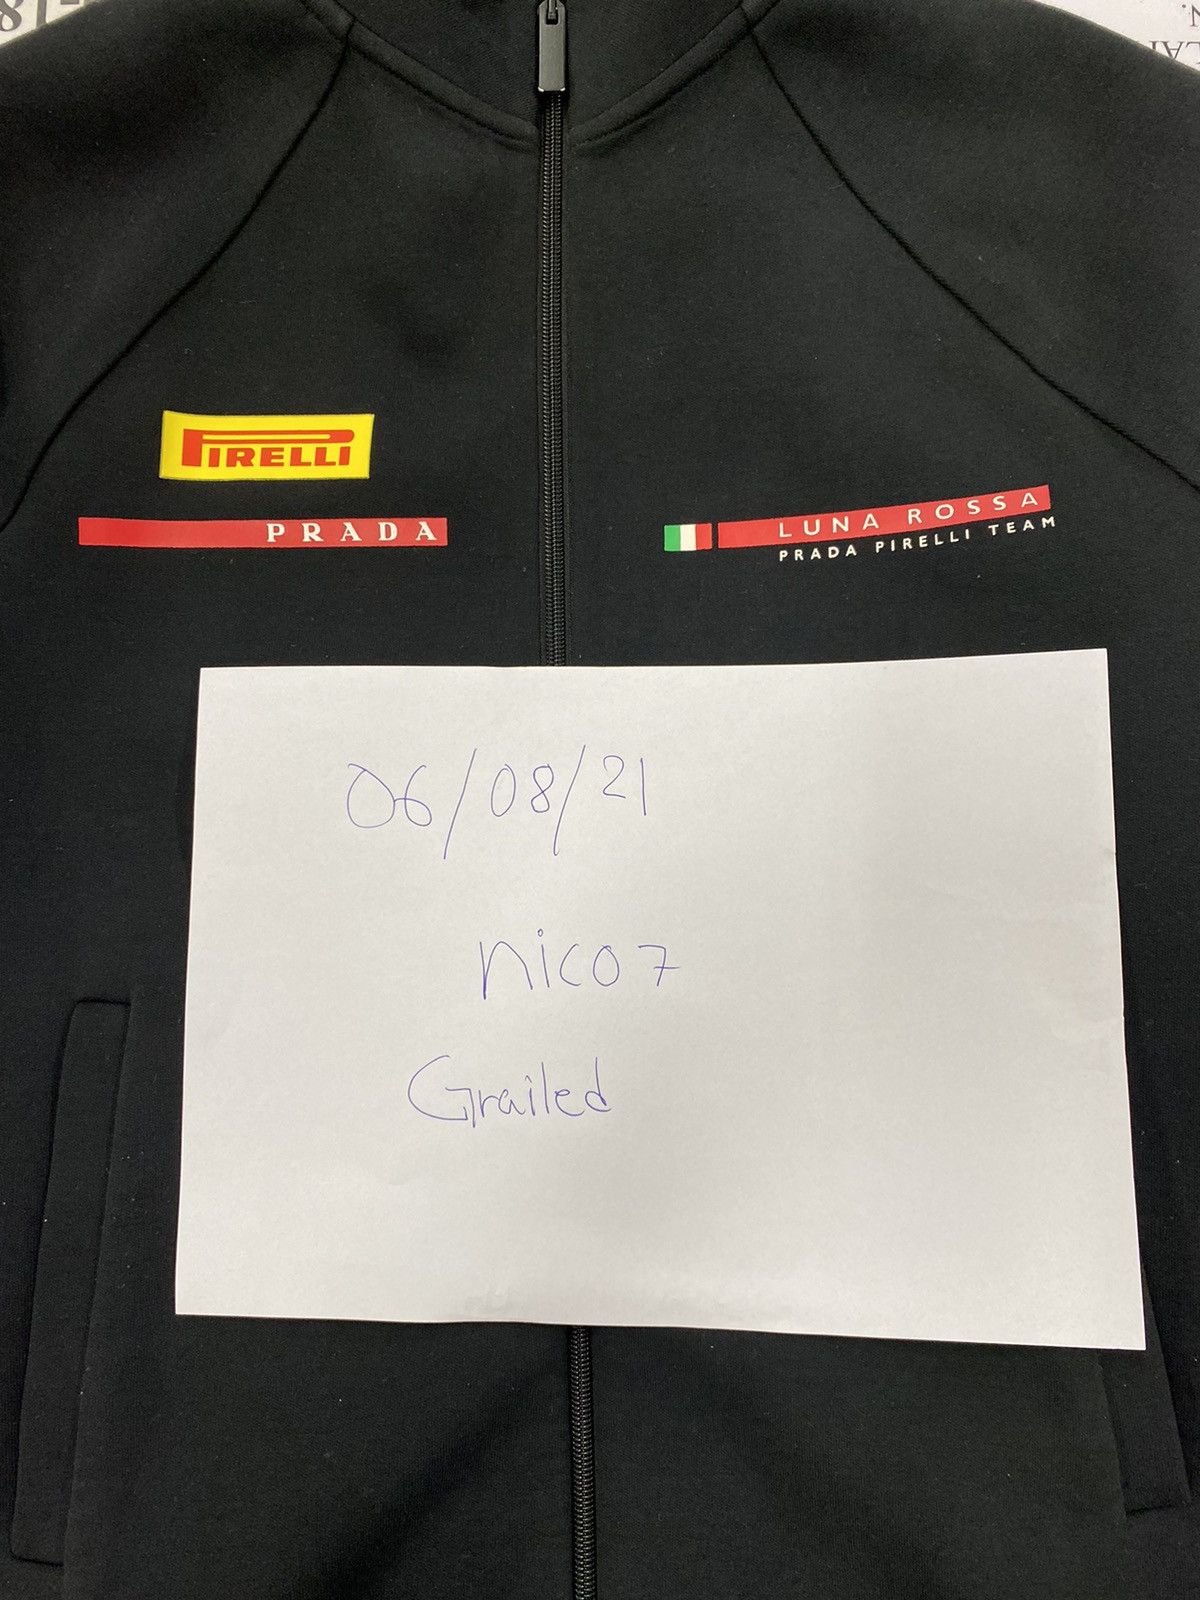 PIRELLI
PRADA
LUNA ROSSA
PRADA PIRELLI TEAM
06/08/21
nico7
Grailed